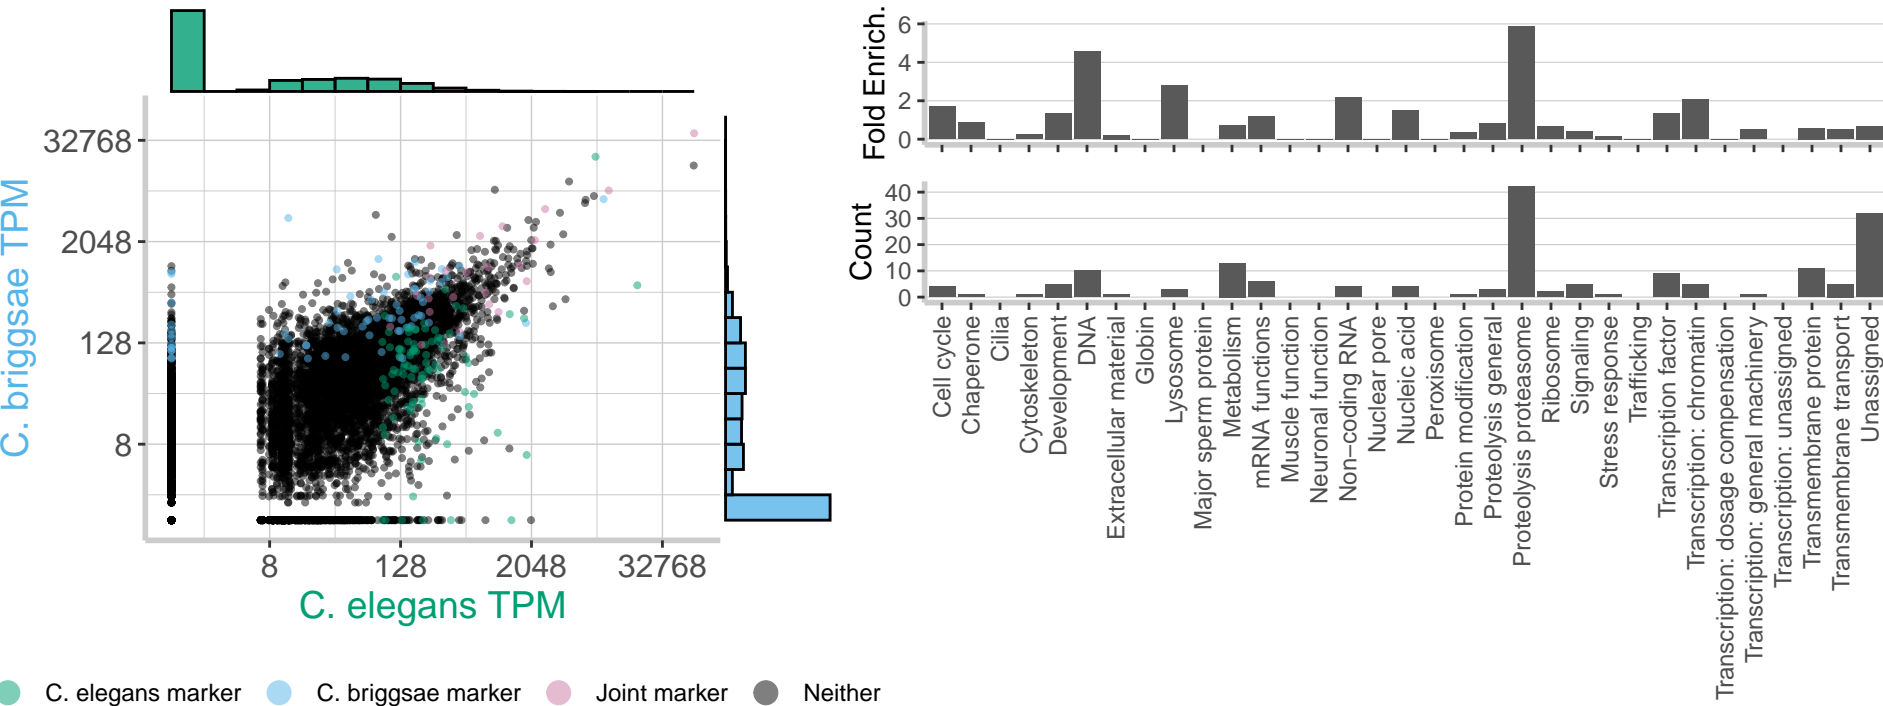 32768
2048
128
8
C. briggsae TPM
8
128
2048
32768
C. elegans TPM
C. elegans marker
C. briggsae marker
Joint marker
Neither
Fold Enrich.
6
4
2
0
Count
40
30
20
10
0
Cell cycle
Chaperone
Cilia
Cytoskeleton
Development
DNA
Extracellular material
Globin
Lysosome
Major sperm protein
Metabolism
mRNA functions
Muscle function
Neuronal function
Non−coding RNA
Nuclear pore
Nucleic acid
Peroxisome
Protein modification
Proteolysis general
Proteolysis proteasome
Ribosome
Signaling
Stress response
Trafficking
Transcription factor
Transcription: chromatin
Transcription: dosage compensation
Transcription: general machinery
Transcription: unassigned
Transmembrane protein
Transmembrane transport
Unassigned